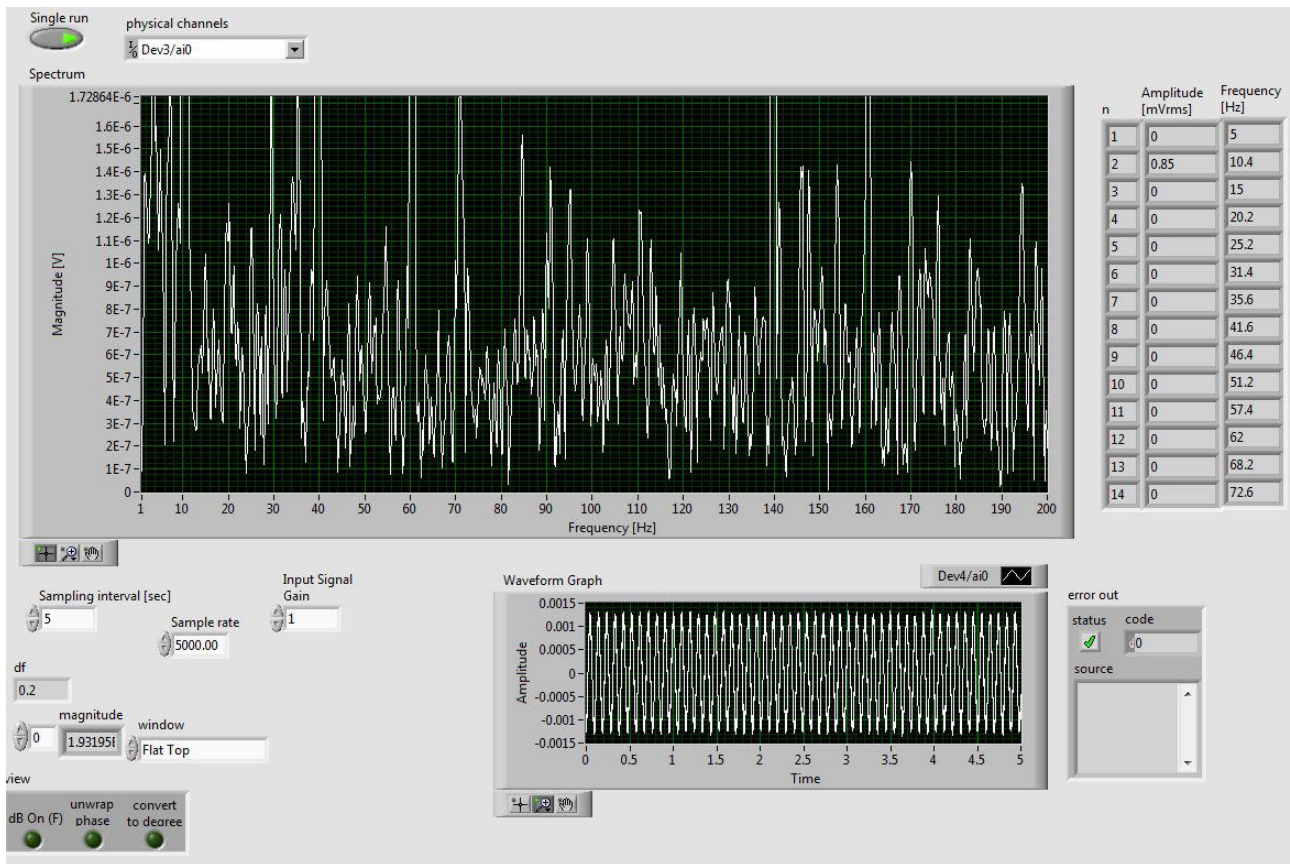 Single run
physical channels
Dev3/ai0
Spectrum
1.72864E-6
1.6E-6
1.5E-6
1.4E-6
1.3E-6
1.2E-6
1.1E-6
1E-6
9E-7
8E-7
7E-7
6E-7
5E-7
4E-7
3E-7
2E-7
1E-7
0
Magnitude [V]
1 10 20 30 40 50 60 70 80 90 100 110 120 130 140 150 160 170 180 190 200
Frequency [Hz]
n Amplitude [mVrms] Frequency [Hz]
1 0 5
2 0.85 10.4
3 0 15
4 0 20.2
5 0 25.2
6 0 31.4
7 0 35.6
8 0 41.6
9 0 46.4
10 0 51.2
11 0 57.4
12 0 62
13 0 68.2
14 0 72.6
Sampling interval [sec]
5
Sample rate
5000.00
Input Signal
Gain
1
df
0.2
0
magnitude
1.93195E
window
Flat Top
view
dB On (F)
unwrap
phase
convert
to degree
Waveform Graph
Dev4/ai0
0.0015
0.001
0.0005
0
-0.0005
-0.001
-0.0015
Amplitude
0 0.5 1 1.5 2 2.5 3 3.5 4 4.5 5
Time
error out
status code
0
source